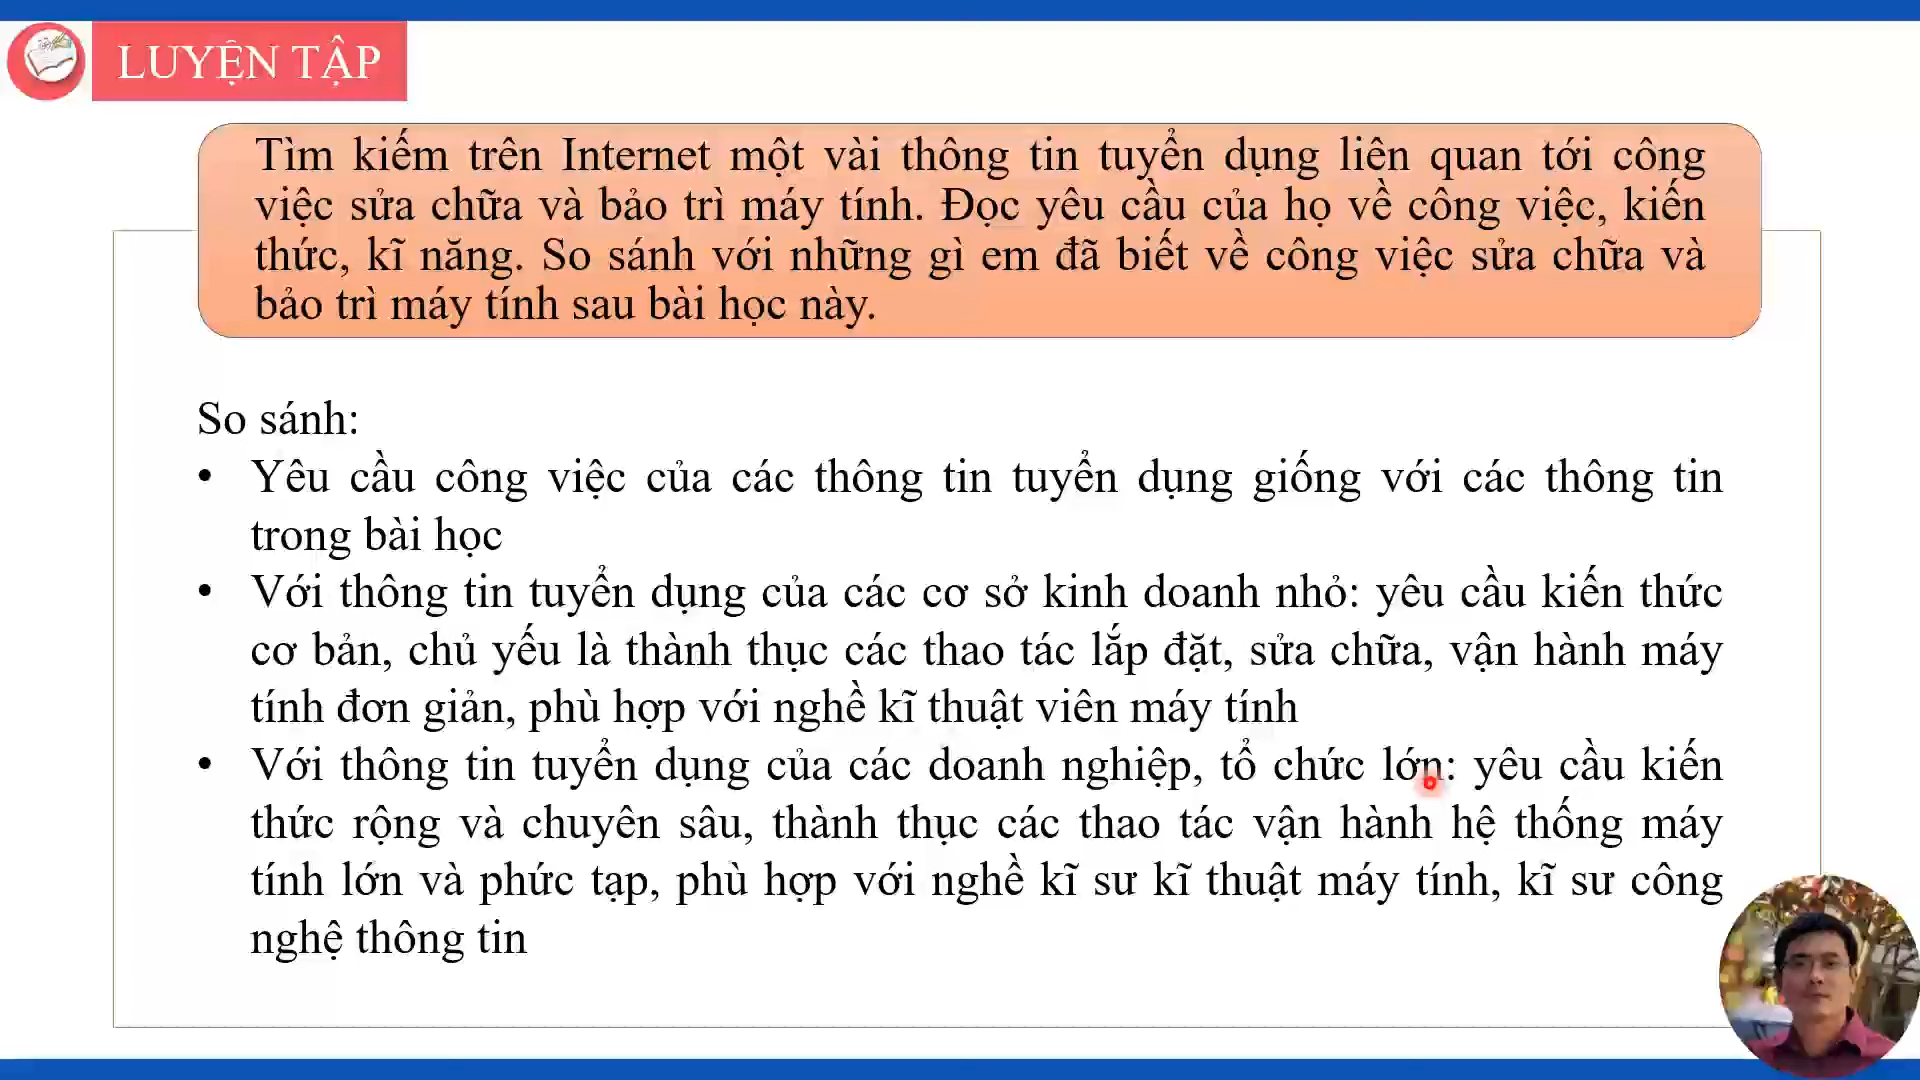 LUYỆN TẬP
Tìm kiếm trên Internet một vài thông tin tuyển dụng liên quan tới công
việc sửa chữa và bảo trì máy tính. Đọc yêu cầu của họ về công việc, kiến
thức, kĩ năng. So sánh với những gì em đã biết về công việc sửa chữa và
bảo trì máy tính sau bài học này.
So sánh:
• Yêu cầu công việc của các thông tin tuyển dụng giống với các thông tin
trong bài học
• Với thông tin tuyển dụng của các cơ sở kinh doanh nhỏ: yêu cầu kiến thức
cơ bản, chủ yếu là thành thục các thao tác lắp đặt, sửa chữa, vận hành máy
tính đơn giản, phù hợp với nghề kĩ thuật viên máy tính
• Với thông tin tuyển dụng của các doanh nghiệp, tổ chức lớn: yêu cầu kiến
thức rộng và chuyên sâu, thành thục các thao tác vận hành hệ thống máy
tính lớn và phức tạp, phù hợp với nghề kĩ sư kĩ thuật máy tính, kĩ sư công
nghệ thông tin